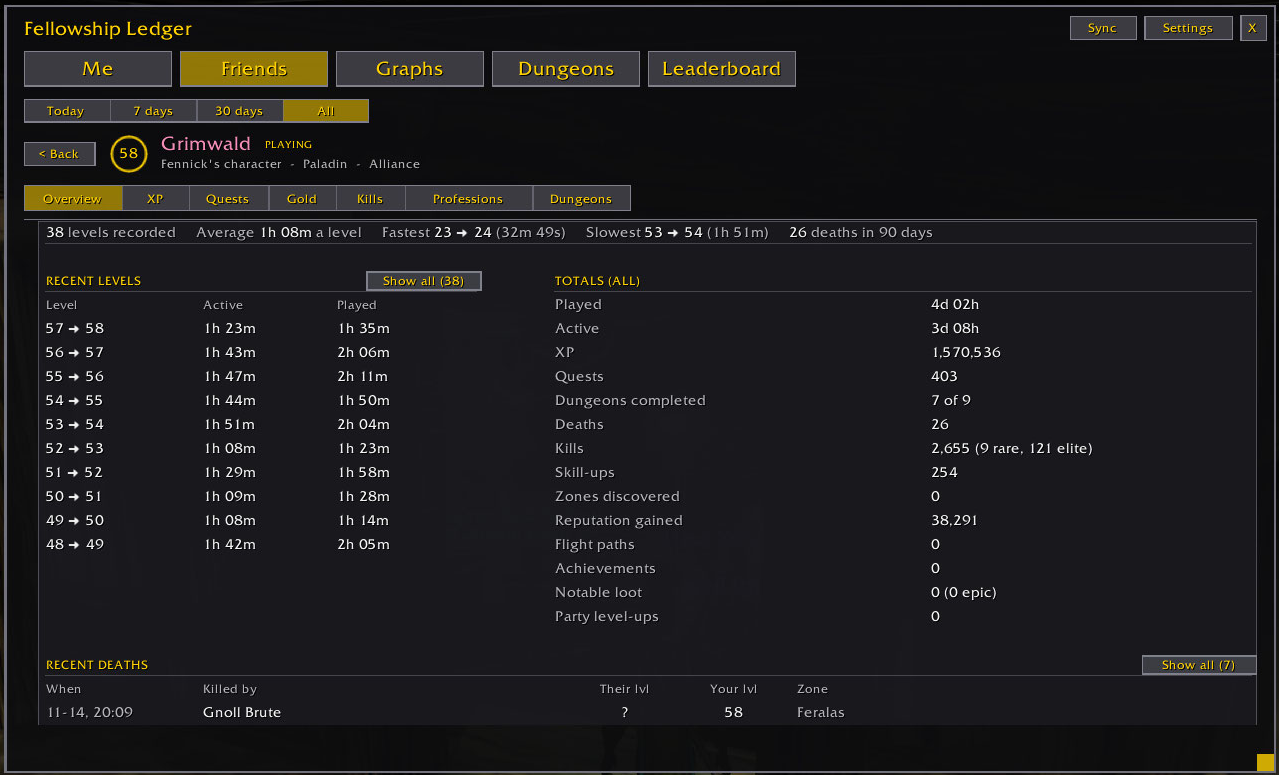 Fellowship Ledger
Sync Settings X
Me Friends Graphs Dungeons Leaderboard
Today 7 days 30 days All
< Back 58 Grimwald PLAYING
Fennick's character - Paladin - Alliance
Overview XP Quests Gold Kills Professions Dungeons
38 levels recorded Average 1h 08m a level Fastest 23 → 24 (32m 49s) Slowest 53 → 54 (1h 51m) 26 deaths in 90 days
RECENT LEVELS Show all (38)
Level Active Played
57 → 58 1h 23m 1h 35m
56 → 57 1h 43m 2h 06m
55 → 56 1h 47m 2h 11m
54 → 55 1h 44m 1h 50m
53 → 54 1h 51m 2h 04m
52 → 53 1h 08m 1h 23m
51 → 52 1h 29m 1h 58m
50 → 51 1h 09m 1h 28m
49 → 50 1h 08m 1h 14m
48 → 49 1h 42m 2h 05m
TOTALS (ALL)
Played 4d 02h
Active 3d 08h
XP 1,570,536
Quests 403
Dungeons completed 7 of 9
Deaths 26
Kills 2,655 (9 rare, 121 elite)
Skill-ups 254
Zones discovered 0
Reputation gained 38,291
Flight paths 0
Achievements 0
Notable loot 0 (0 epic)
Party level-ups 0
RECENT DEATHS Show all (7)
When Killed by Their lvl Your lvl Zone
11-14, 20:09 Gnoll Brute ? 58 Feralas